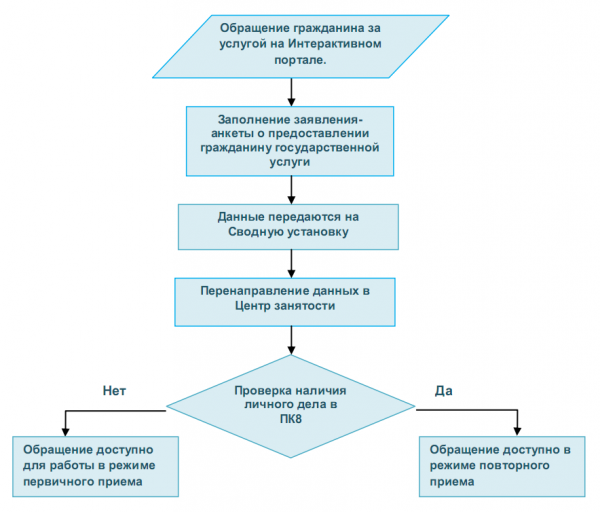 Обращение гражданина за
услугой на Интерактивном
портале.
Заполнение заявления-
анкеты о предоставлении
гражданину государственной
услуги
Данные передаются на
Сводную установку
Перенаправление данных в
Центр занятости
Проверка наличия
личного дела в
ПК8
Нет
Да
Обращение доступно
для работы в режиме
первичного приема
Обращение доступно в
режиме повторного
приема